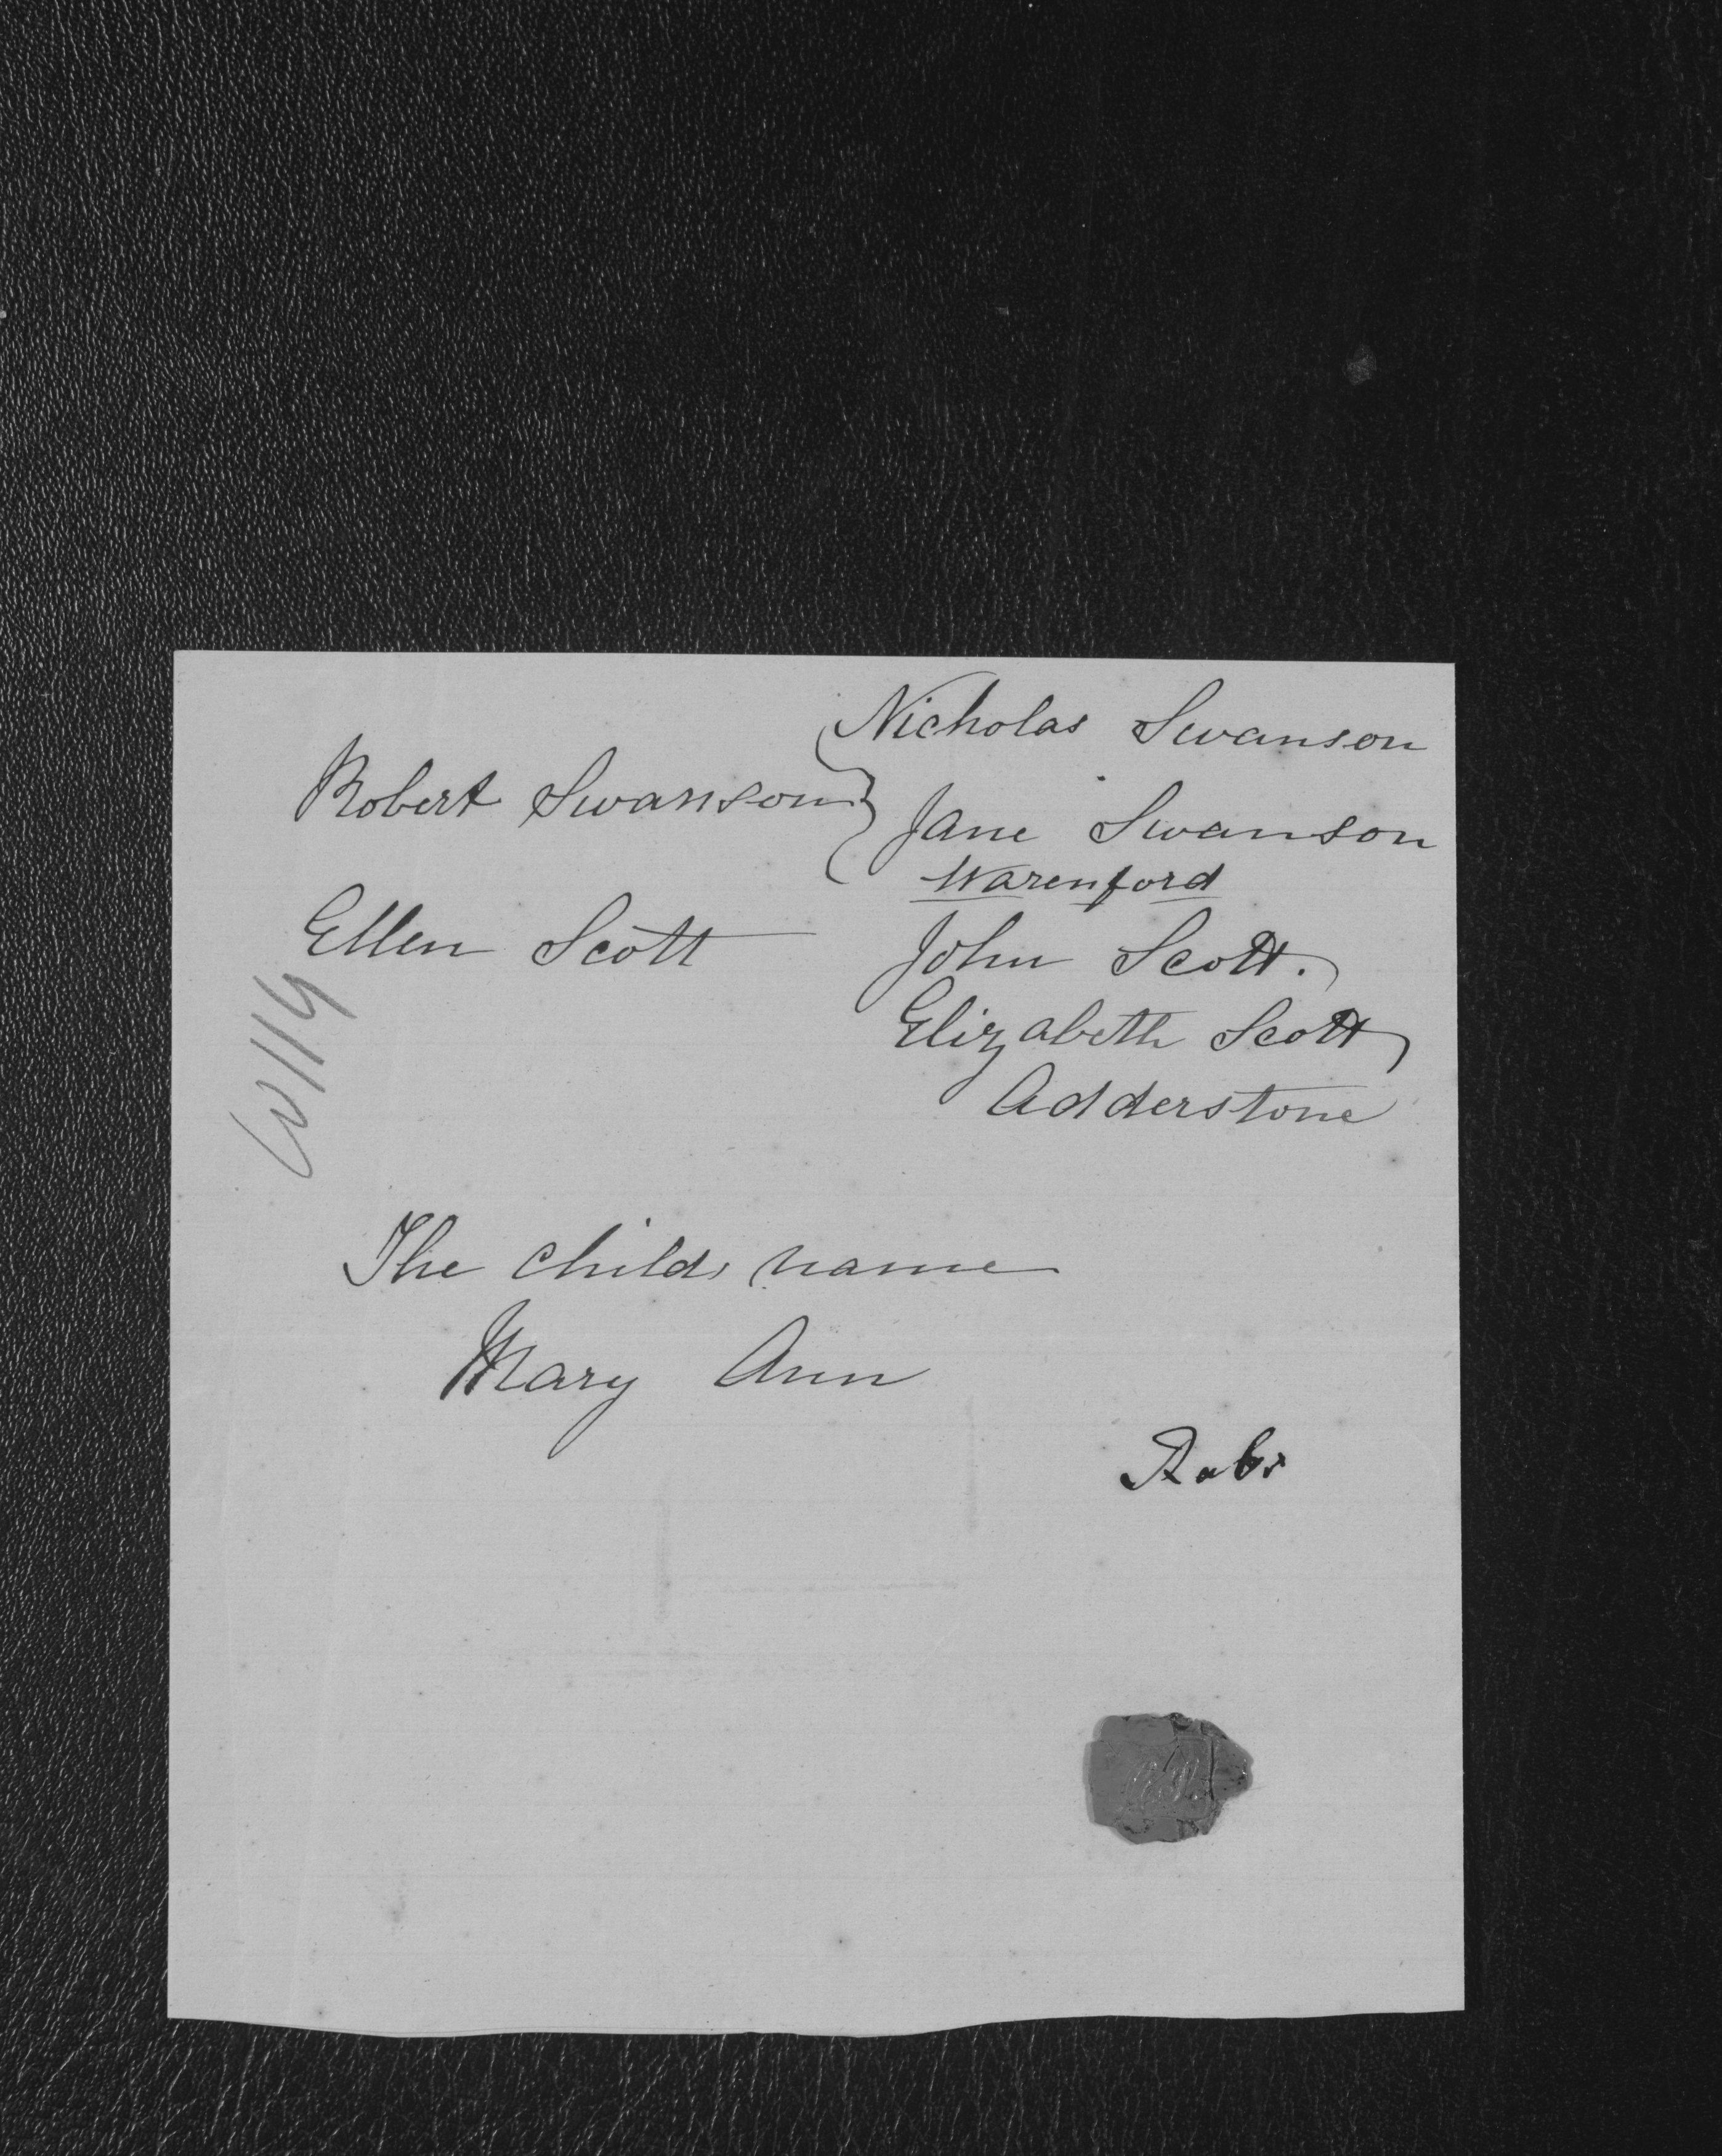 Nicholas Swanson
Robert Swanson
Jane Swanson
Warenford
Ellen Scott
John Scott.
Elizabeth Scott
Adderstone
The childs name
Mary Ann